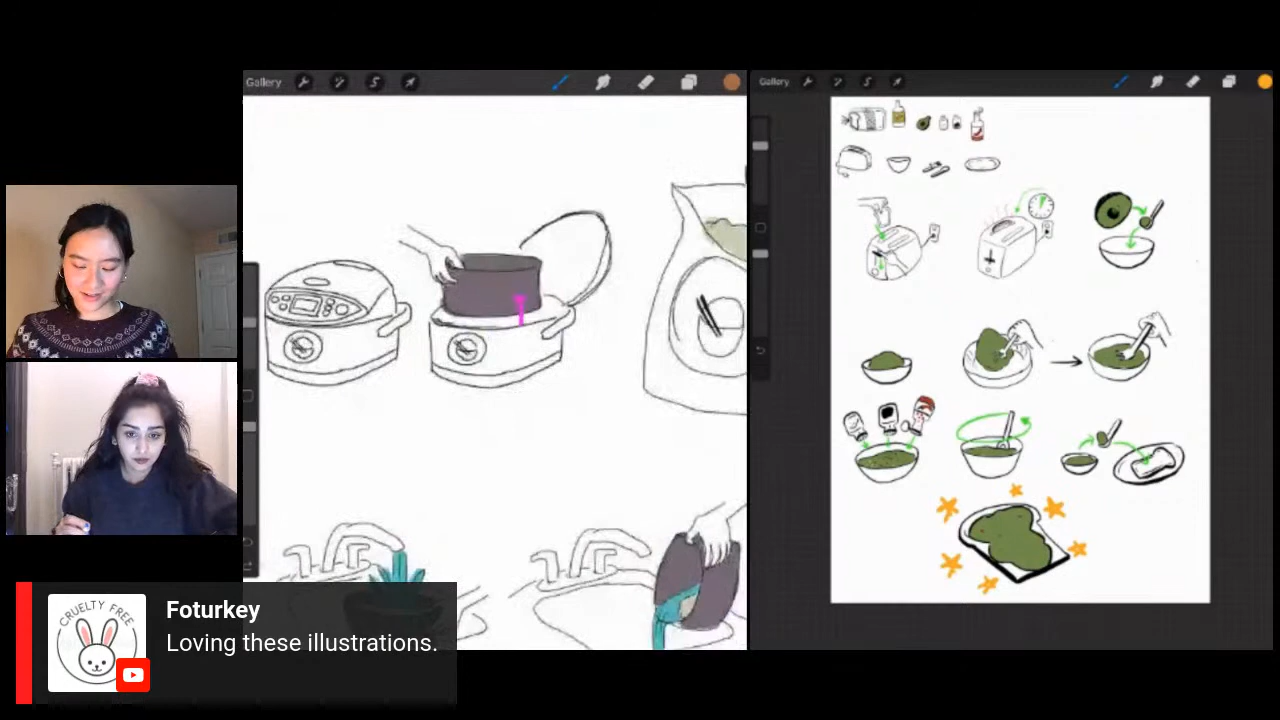 Gallery
Gallery
CRUELTY FREE
Foturkey
Loving these illustrations.